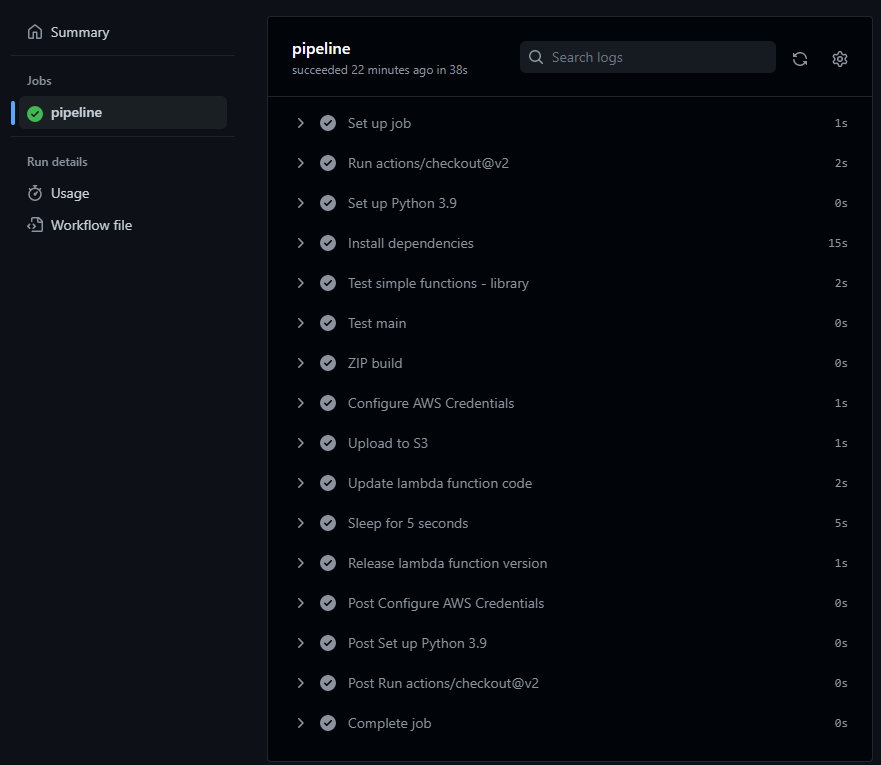 Summary
Jobs
pipeline
Run details
Usage
Workflow file
pipeline
succeeded 22 minutes ago in 38s
Search logs
Set up job 1s
Run actions/checkout@v2 2s
Set up Python 3.9 0s
Install dependencies 15s
Test simple functions - library 2s
Test main 0s
ZIP build 0s
Configure AWS Credentials 1s
Upload to S3 1s
Update lambda function code 2s
Sleep for 5 seconds 5s
Release lambda function version 1s
Post Configure AWS Credentials 0s
Post Set up Python 3.9 0s
Post Run actions/checkout@v2 0s
Complete job 0s